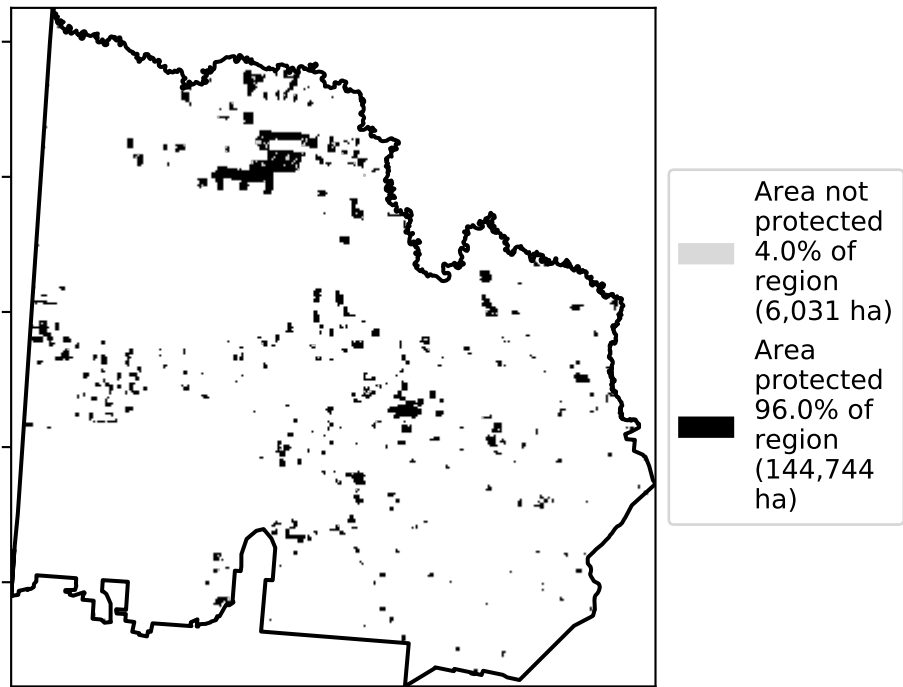 Area not
protected
4.0% of
region
(6,031 ha)
Area
protected
96.0% of
region
(144,744
ha)